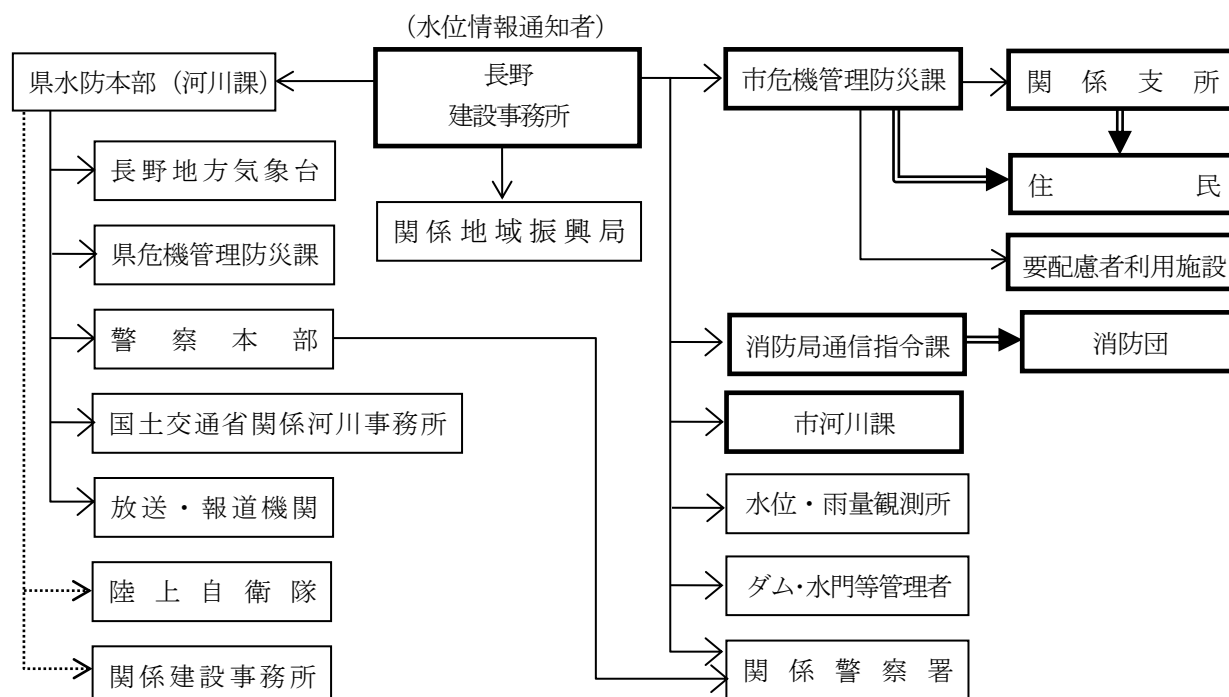 (水位情報通知者)
県水防本部 (河川課)
長野
建設事務所
市危機管理防災課
関係支所
長野地方気象台
住民
関係地域振興局
県危機管理防災課
要配慮者利用施設
警察本部
消防局通信指令課
消防団
国土交通省関係河川事務所
市河川課
放送・報道機関
水位・雨量観測所
陸上自衛隊
ダム・水門等管理者
関係建設事務所
関係警察署